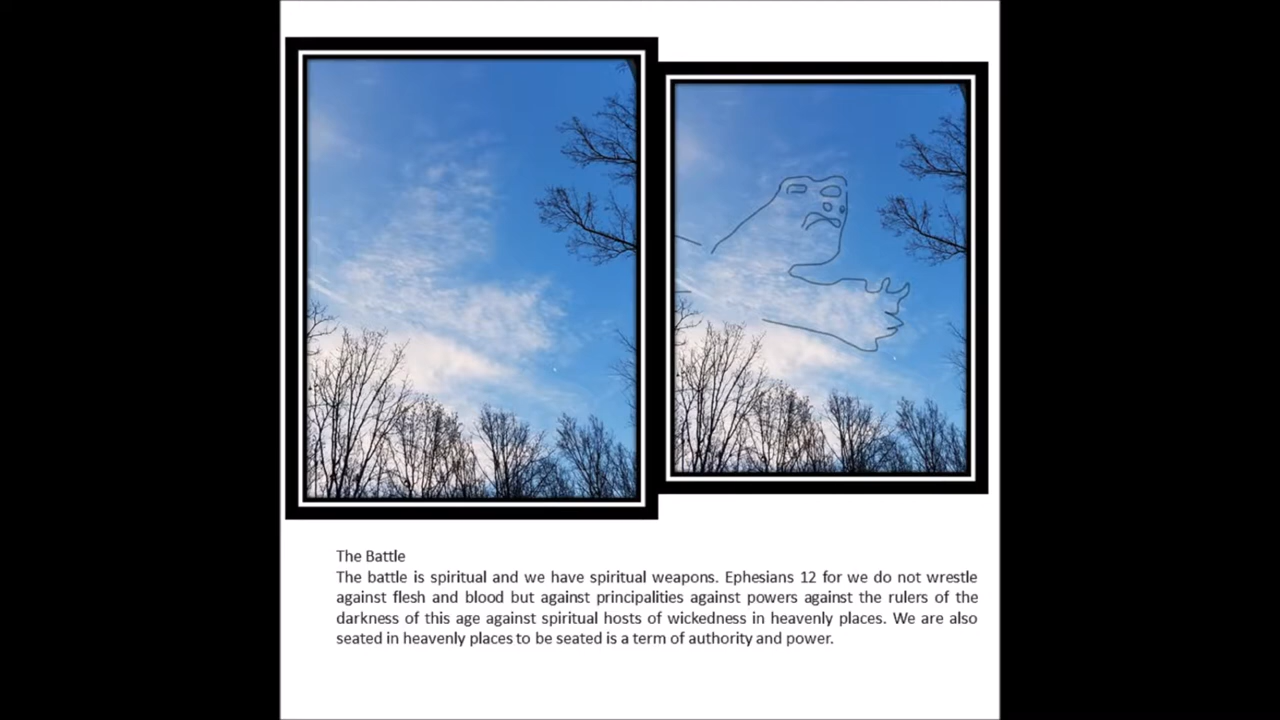 The Battle
The battle is spiritual and we have spiritual weapons. Ephesians 12 for we do not wrestle
against flesh and blood but against principalities against powers against the rulers of the
darkness of this age against spiritual hosts of wickedness in heavenly places. We are also
seated in heavenly places to be seated is a term of authority and power.